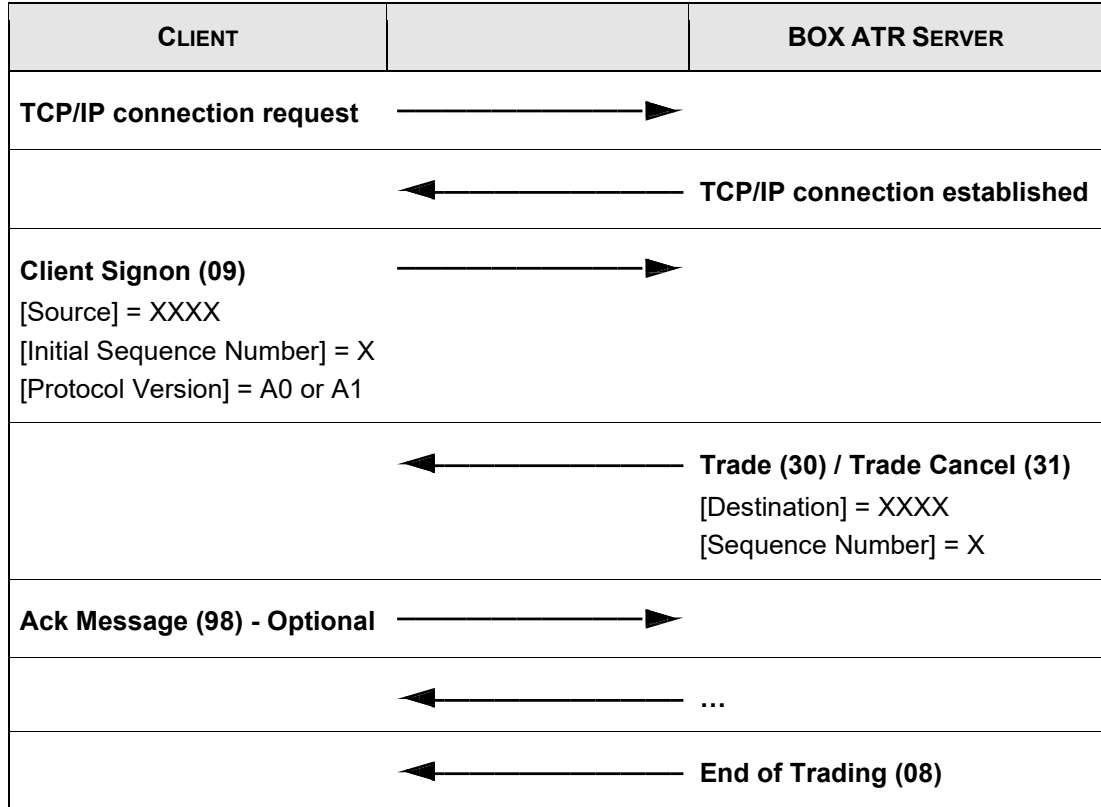 CLIENT
BOX ATR SERVER
TCP/IP connection request
TCP/IP connection established
Client Signon (09)
[Source] = XXXX
[Initial Sequence Number] = X
[Protocol Version] = A0 or A1
Trade (30) / Trade Cancel (31)
[Destination] = XXXX
[Sequence Number] = X
Ack Message (98) - Optional
…
End of Trading (08)